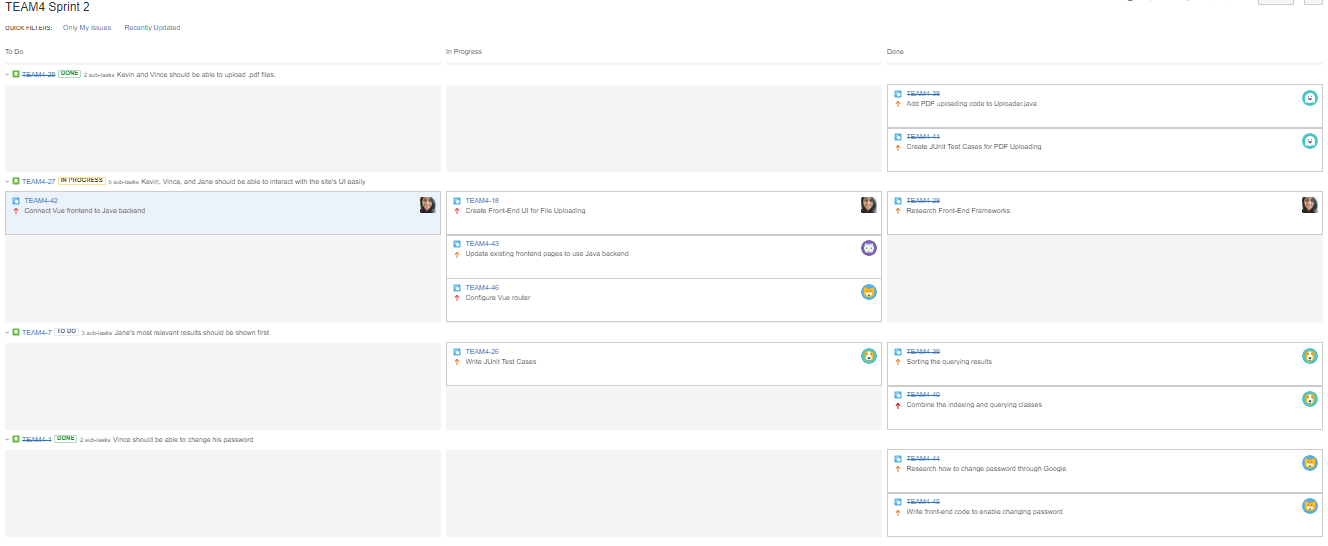 TEAM4 Sprint 2
QUICK FILTERS: Only My Issues Recently Updated
To Do In Progress Done
TEAM4-29 DONE 2 sub-tasks Kevin and Vince should be able to upload .pdf files.
TEAM4-38
Add PDF uploading code to Uploader.java
TEAM4-41
Create JUnit Test Cases for PDF Uploading
TEAM4-27 IN PROGRESS 5 sub-tasks Kevin, Vince, and Jane should be able to interact with the site's UI easily
TEAM4-42
Connect Vue frontend to Java backend
TEAM4-18
Create Front-End UI for File Uploading
TEAM4-28
Research Front-End Frameworks
TEAM4-43
Update existing frontend pages to use Java backend
TEAM4-46
Configure Vue router
TEAM4-7 TO DO 3 sub-tasks Jane's most relevant results should be shown first
TEAM4-26
Write JUnit Test Cases
TEAM4-39
Sorting the querying results
TEAM4-40
Combine the indexing and querying classes
TEAM4-1 DONE 2 sub-tasks Vince should be able to change his password
TEAM4-44
Research how to change password through Google
TEAM4-45
Write front-end code to enable changing password